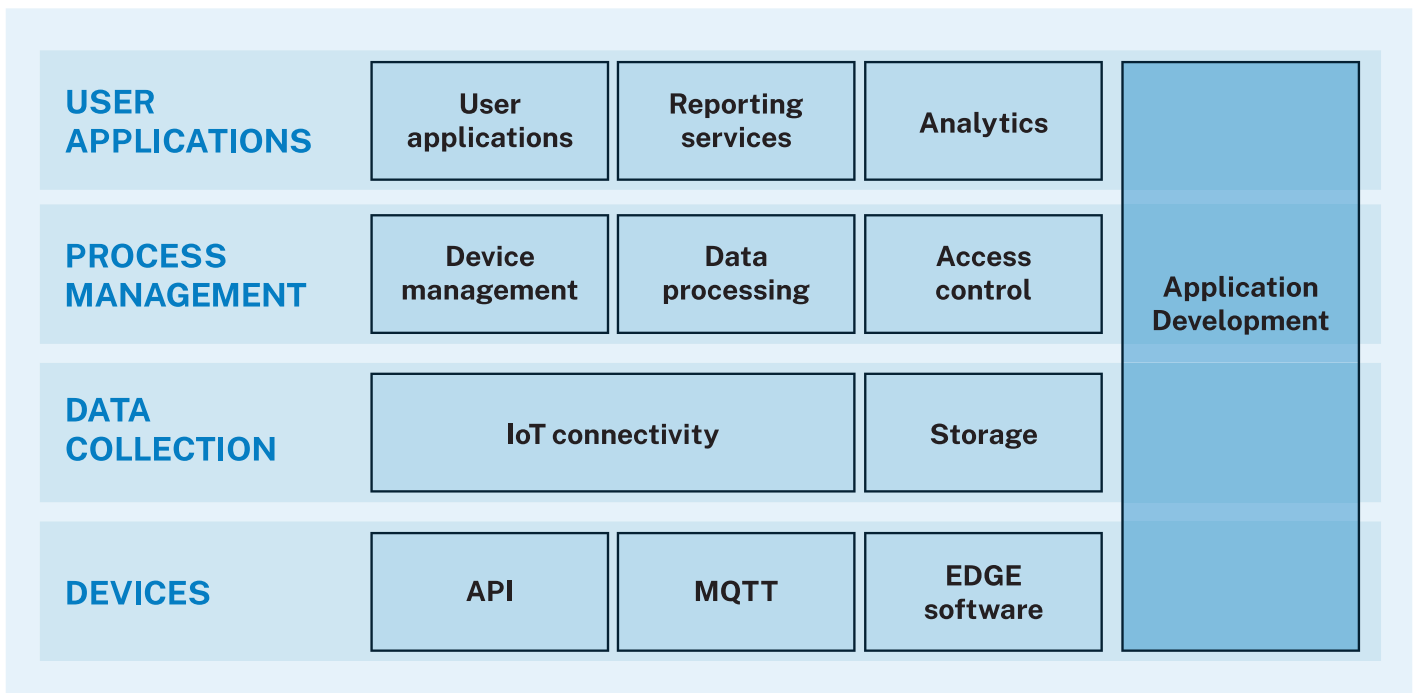 USER
APPLICATIONS
User
applications
Reporting
services
Analytics
PROCESS
MANAGEMENT
Device
management
Data
processing
Access
control
Application
Development
DATA
COLLECTION
IoT connectivity
Storage
DEVICES
API
MQTT
EDGE
software